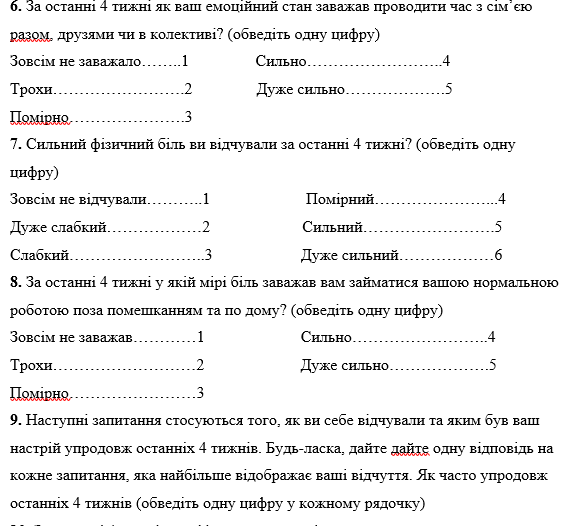 6. За останні 4 тижні як ваш емоційний стан заважав проводити час з сім’єю
разом, друзями чи в колективі? (обведіть одну цифру)
Зовсім не заважало……..1 Сильно……………………..4
Трохи…………………….2 Дуже сильно……………….5
Помірно………………….3
7. Сильний фізичний біль ви відчували за останні 4 тижні? (обведіть одну
цифру)
Зовсім не відчували………..1 Помірний…………………..4
Дуже слабкий………………2 Сильний…………………….5
Слабкий……………………..3 Дуже сильний………………6
8. За останні 4 тижні у якій мірі біль заважав вам займатися вашою нормальною
роботою поза помешканням та по дому? (обведіть одну цифру)
Зовсім не заважав…………1 Сильно……………………..4
Трохи………………………2 Дуже сильно……………….5
Помірно……………………3
9. Наступні запитання стосуються того, як ви себе відчували та яким був ваш
настрій упродовж останніх 4 тижнів. Будь-ласка, дайте дайте одну відповідь на
кожне запитання, яка найбільше відображає ваші відчуття. Як часто упродовж
останніх 4 тижнів (обведіть одну цифру у кожному рядочку)